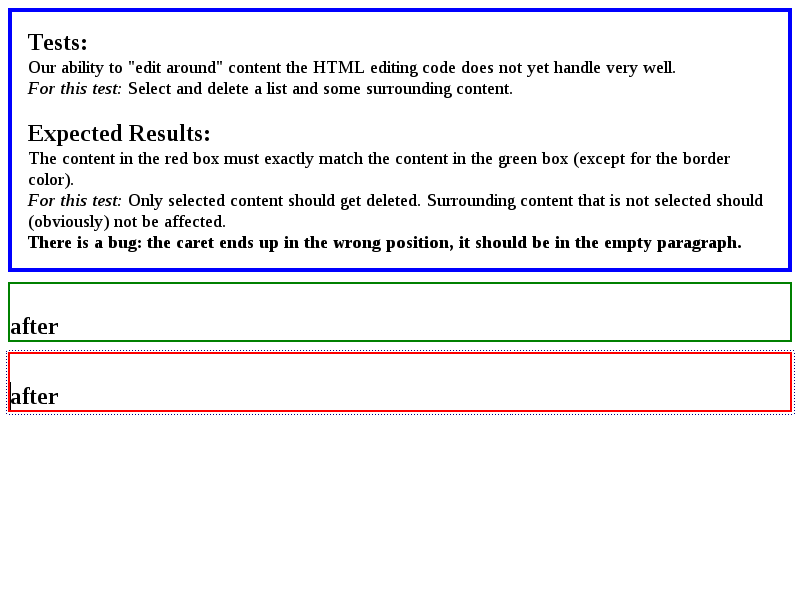 Tests:
Our ability to "edit around" content the HTML editing code does not yet handle very well.
For this test: Select and delete a list and some surrounding content.
Expected Results:
The content in the red box must exactly match the content in the green box (except for the border
color).
For this test: Only selected content should get deleted. Surrounding content that is not selected should
(obviously) not be affected.
There is a bug: the caret ends up in the wrong position, it should be in the empty paragraph.
after
after